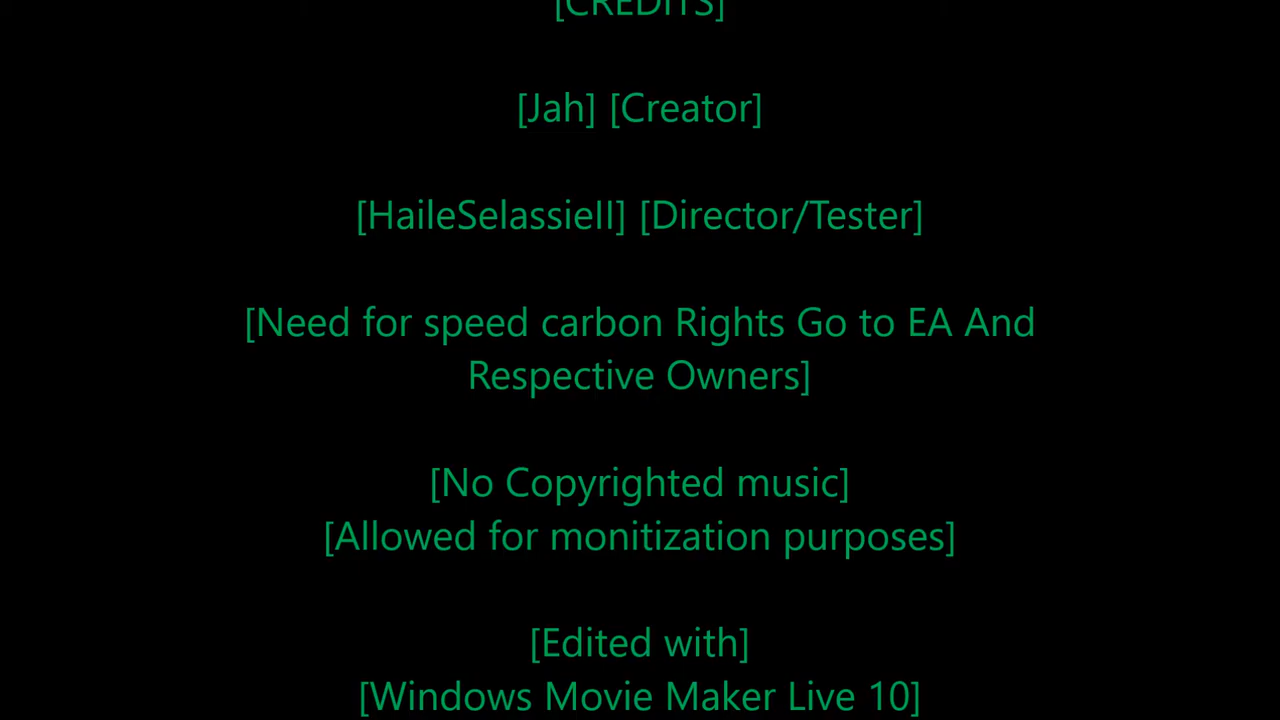 [CREDITS]
[Jah] [Creator]
[HaileSelassieII] [Director/Tester]
[Need for speed carbon Rights Go to EA And
Respective Owners]
[No Copyrighted music]
[Allowed for monitization purposes]
[Edited with]
[Windows Movie Maker Live 10]